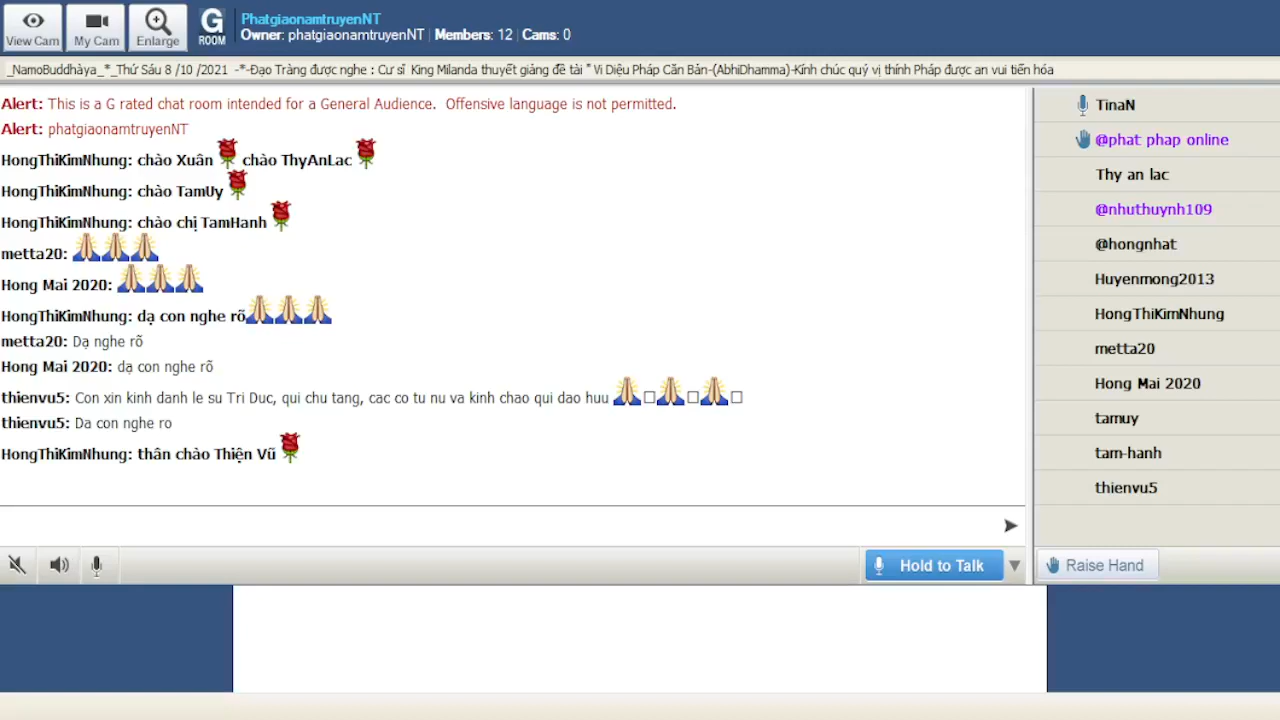 View Cam
My Cam
Enlarge
G
ROOM
PhatgiaonamtruyenNT
Owner: phatgiaonamtruyenNT | Members: 12 | Cams: 0
_NamoBuddhàya_*_Thứ Sáu 8 /10 /2021 -*-Đạo Tràng được nghe : Cư sĩ King Milanda thuyết giảng đề tài " Vi Diệu Pháp Căn Bản-(AbhiDhamma)-Kính chúc quý vị thính Pháp được an vui tiến hóa
Alert: This is a G rated chat room intended for a General Audience. Offensive language is not permitted.
Alert: phatgiaonamtruyenNT
HongThiKimNhung: chào Xuân chào ThyAnLac
HongThiKimNhung: chào TamUy
HongThiKimNhung: chào chị TamHanh
metta20:
Hong Mai 2020:
HongThiKimNhung: dạ con nghe rõ
metta20: Dạ nghe rõ
Hong Mai 2020: dạ con nghe rõ
thienvu5: Con xin kinh danh le su Tri Duc, qui chu tang, cac co tu nu va kinh chao qui dao huu
thienvu5: Da con nghe ro
HongThiKimNhung: thân chào Thiện Vũ
TinaN
@phat phap online
Thy an lac
@nhuthuynh109
@hongnhat
Huyenmong2013
HongThiKimNhung
metta20
Hong Mai 2020
tamuy
tam-hanh
thienvu5
Hold to Talk
Raise Hand